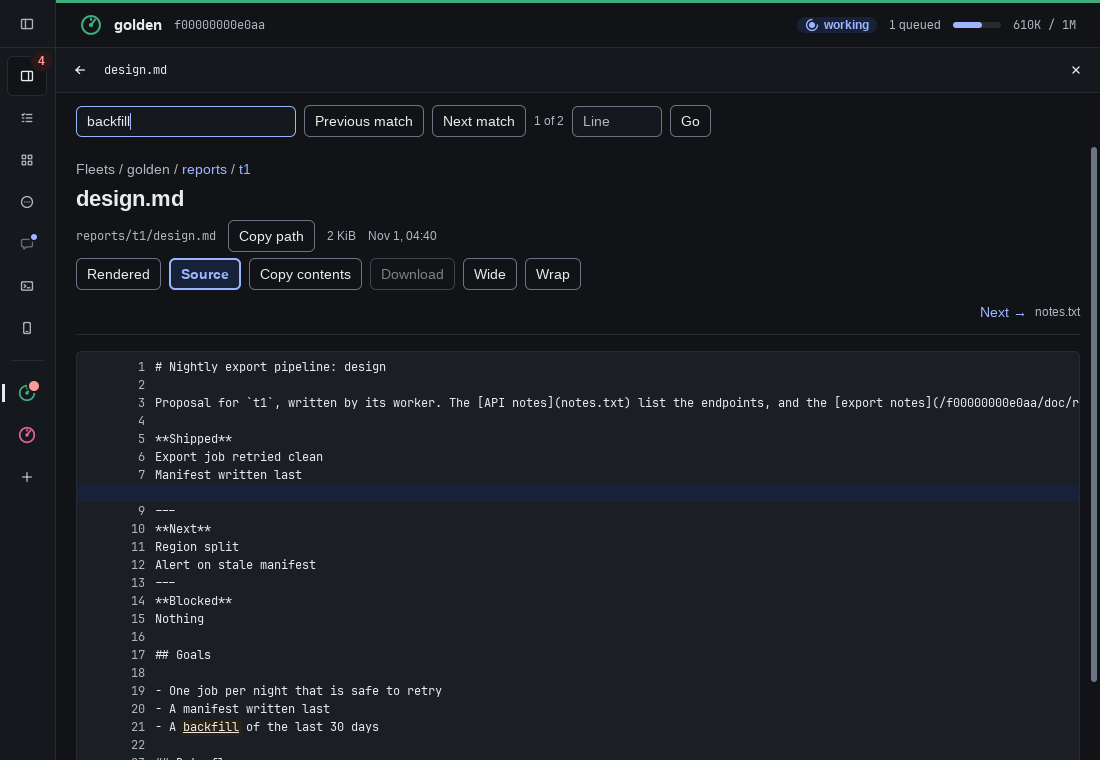 golden f00000000e0aa working 1 queued 610K / 1M
4
design.md
backfill Previous match Next match 1 of 2 Line Go
Fleets / golden / reports / t1
design.md
reports/t1/design.md Copy path 2 KiB Nov 1, 04:40
Rendered Source Copy contents Download Wide Wrap
Next → notes.txt
1 # Nightly export pipeline: design
2
3 Proposal for `t1`, written by its worker. The [API notes](notes.txt) list the endpoints, and the [export notes](/f00000000e0aa/doc/r
4
5 **Shipped**
6 Export job retried clean
7 Manifest written last
9 ---
10 **Next**
11 Region split
12 Alert on stale manifest
13 ---
14 **Blocked**
15 Nothing
16
17 ## Goals
18
19 - One job per night that is safe to retry
20 - A manifest written last
21 - A backfill of the last 30 days
22